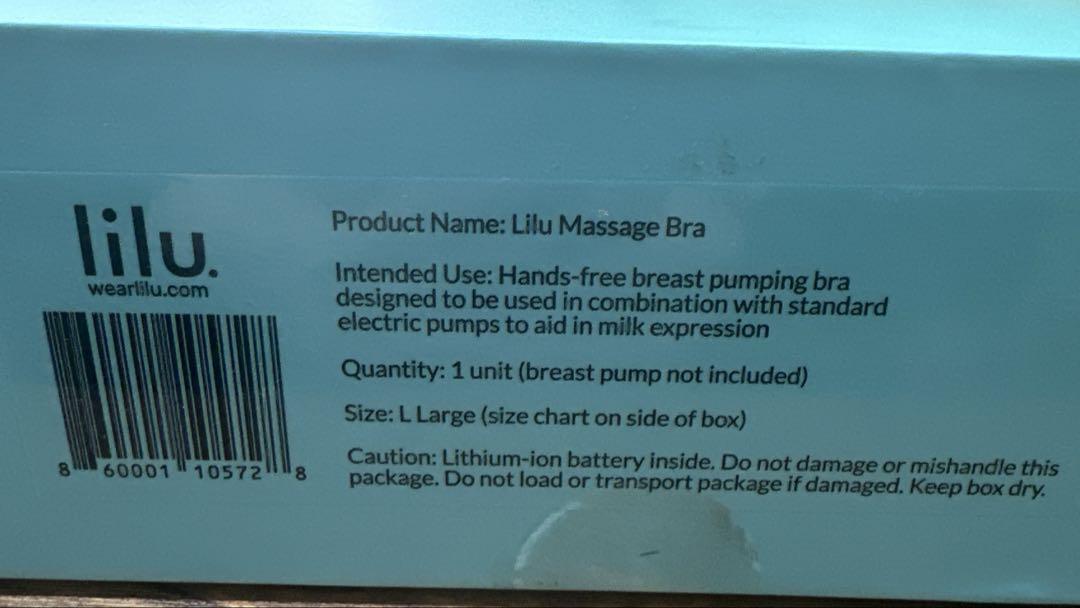 lilu.
wearlilu.com
8 60001 10572 8
Product Name: Lilu Massage Bra
Intended Use: Hands-free breast pumping bra
designed to be used in combination with standard
electric pumps to aid in milk expression
Quantity: 1 unit (breast pump not included)
Size: L Large (size chart on side of box)
Caution: Lithium-ion battery inside. Do not damage or mishandle this
package. Do not load or transport package if damaged. Keep box dry.